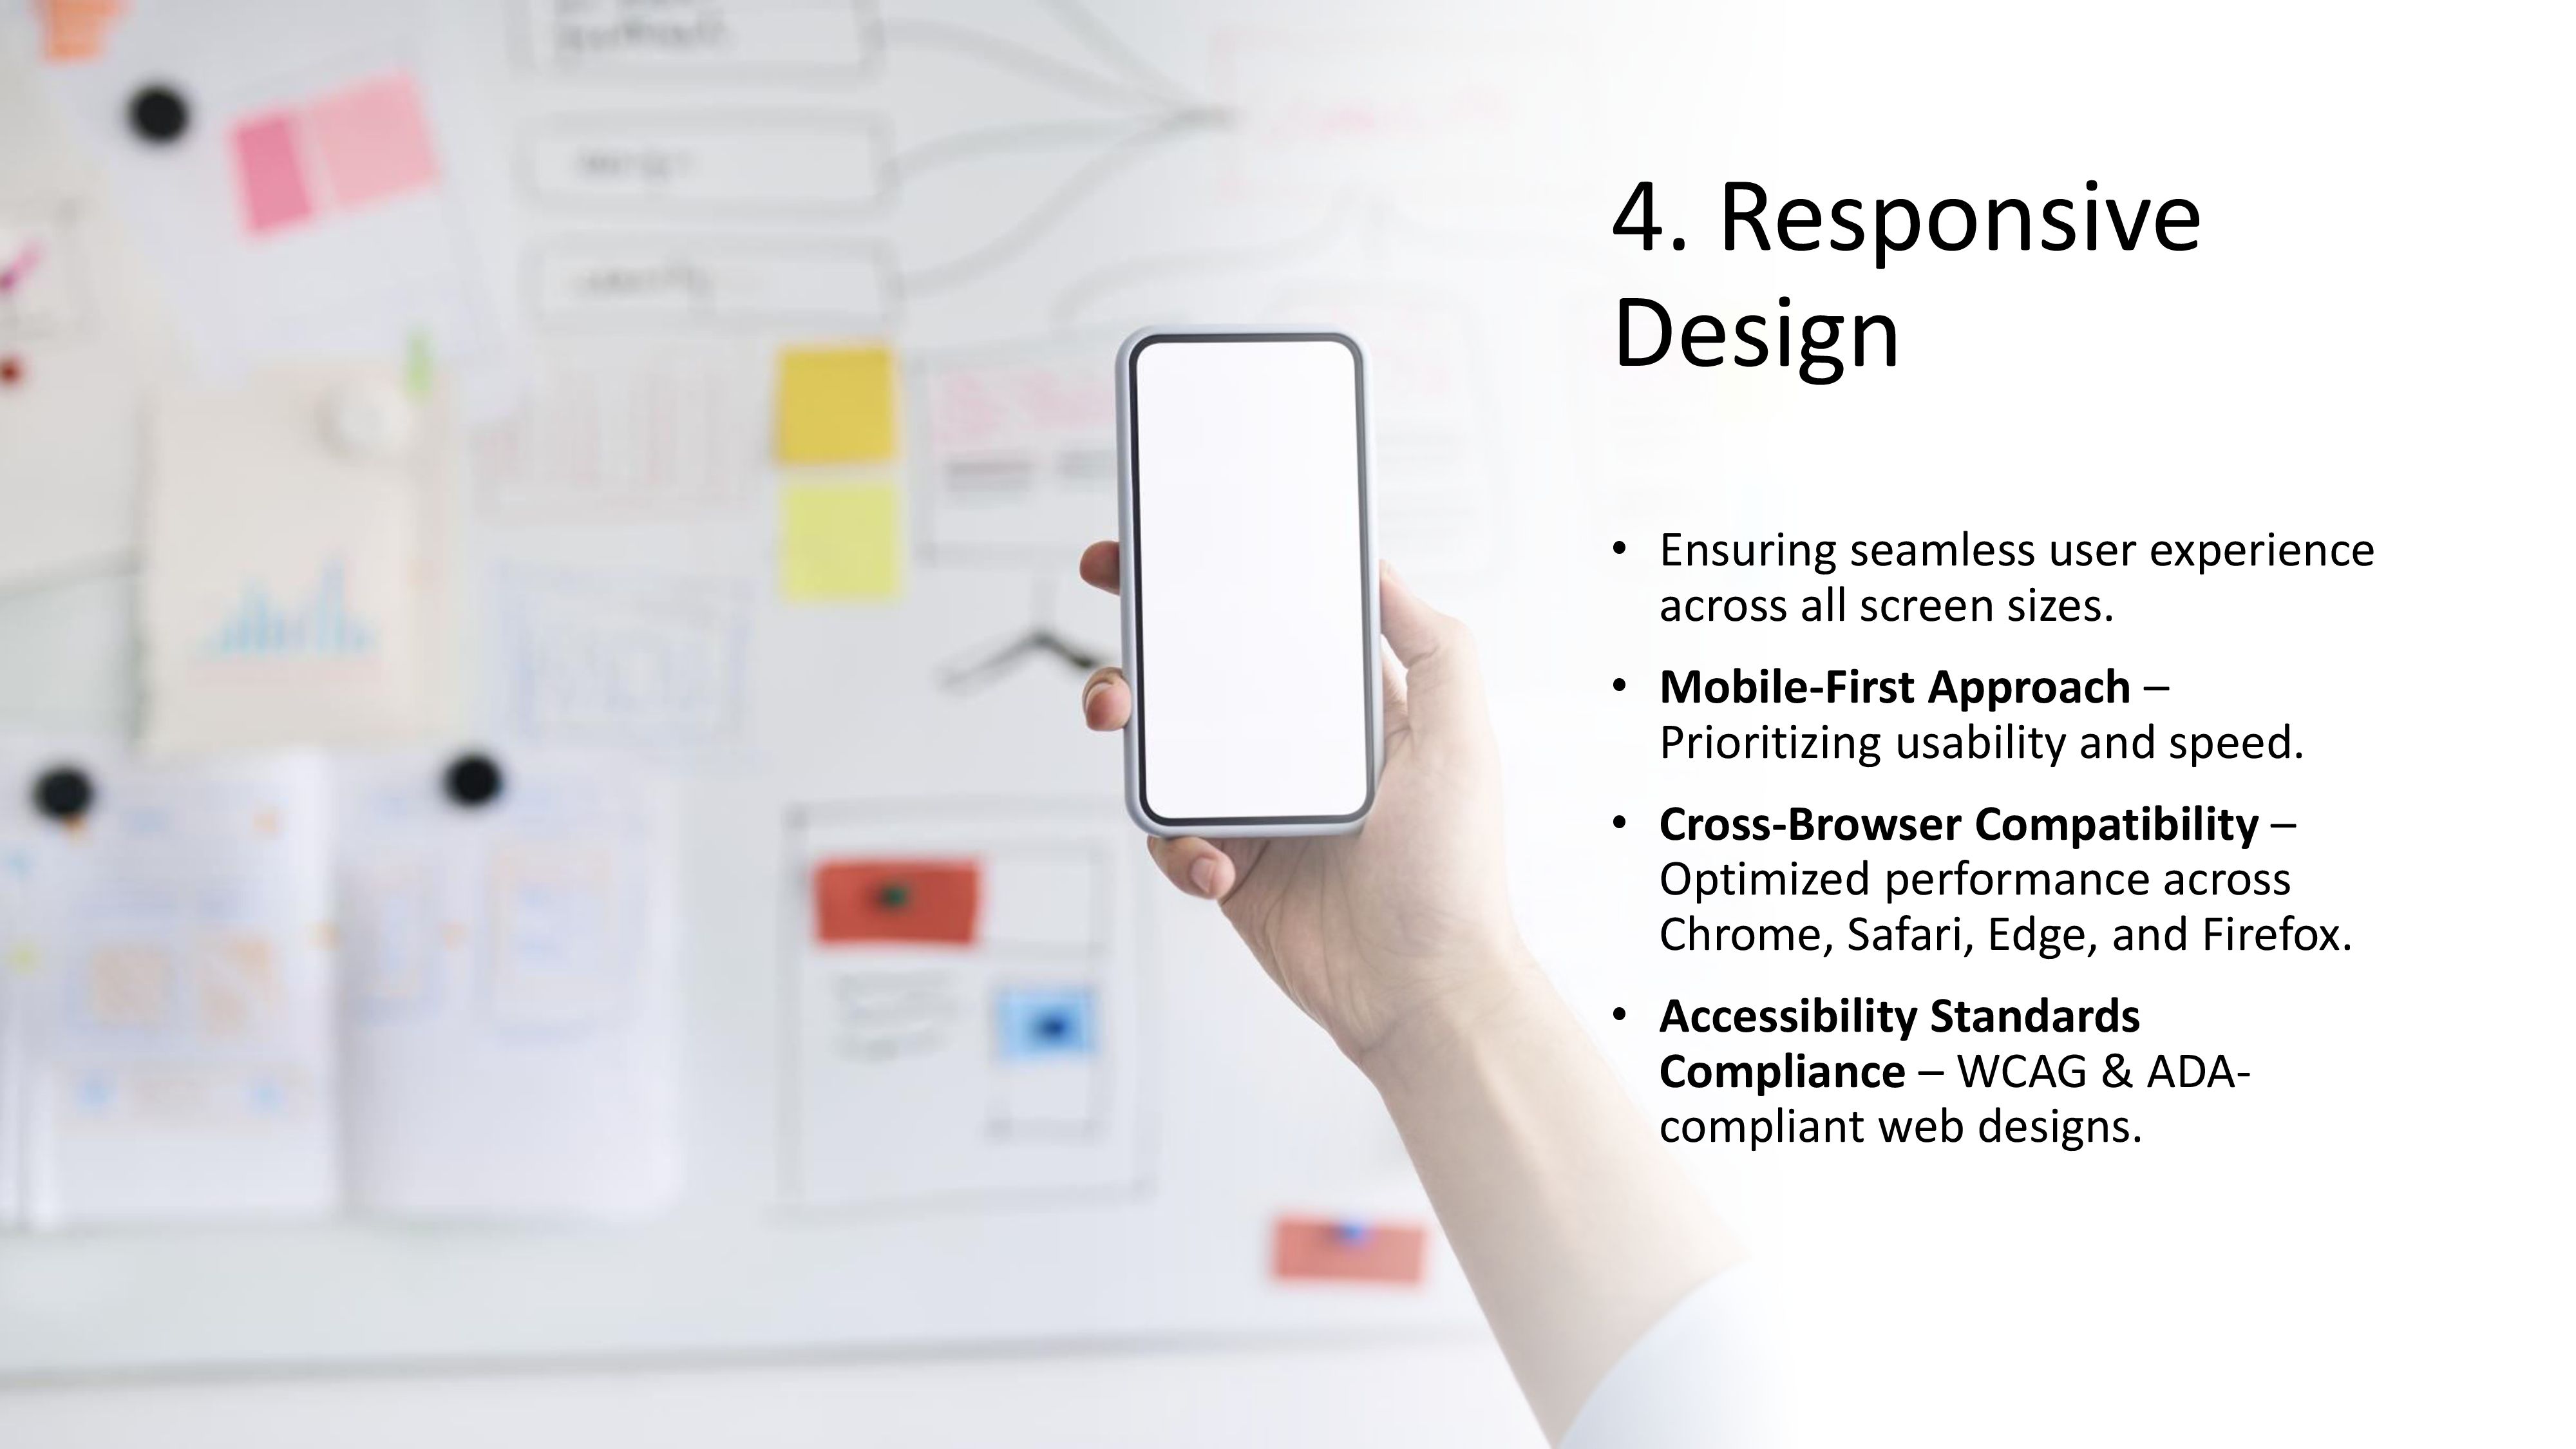 4. Responsive
Design
• Ensuring seamless user experience
across all screen sizes.
• Mobile-First Approach –
Prioritizing usability and speed.
• Cross-Browser Compatibility –
Optimized performance across
Chrome, Safari, Edge, and Firefox.
• Accessibility Standards
Compliance – WCAG & ADA-
compliant web designs.